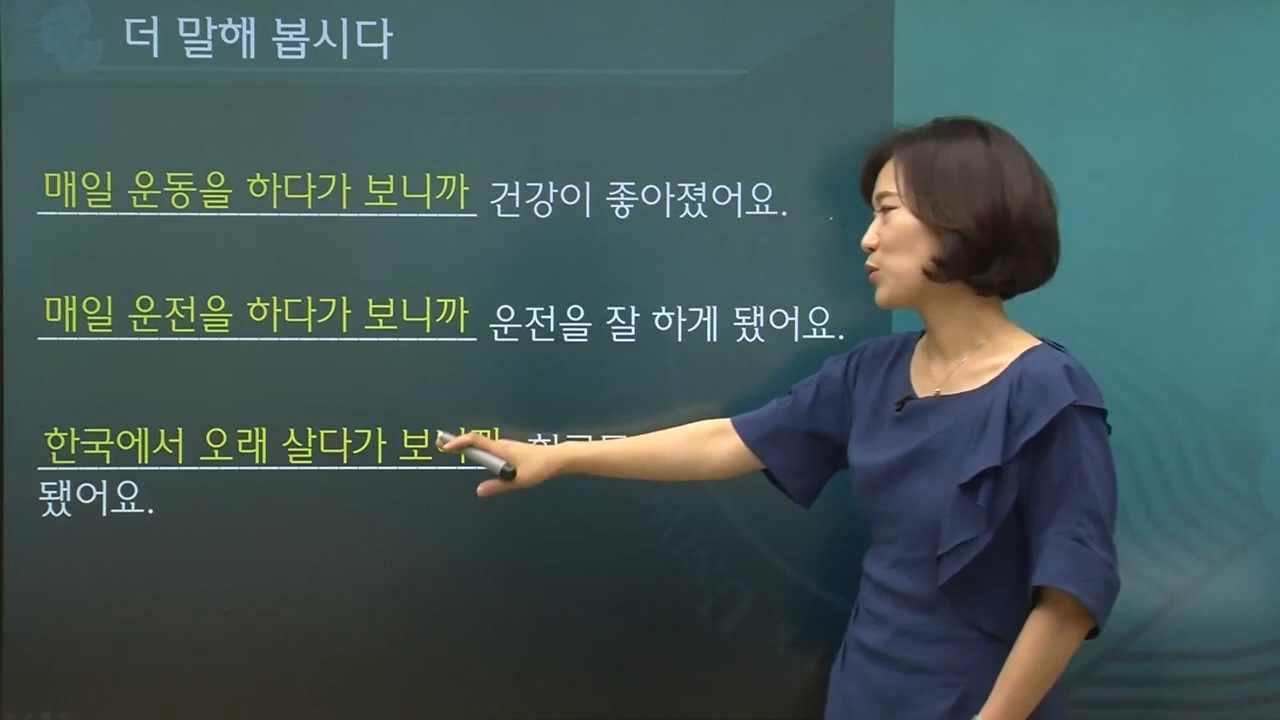 더 말해 봅시다
매일 운동을 하다가 보니까 건강이 좋아졌어요.
매일 운전을 하다가 보니까 운전을 잘 하게 됐어요.
한국에서 오래 살다가
됐어요.